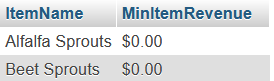 ItemName MinItemRevenue
Alfalfa Sprouts $0.00
Beet Sprouts $0.00